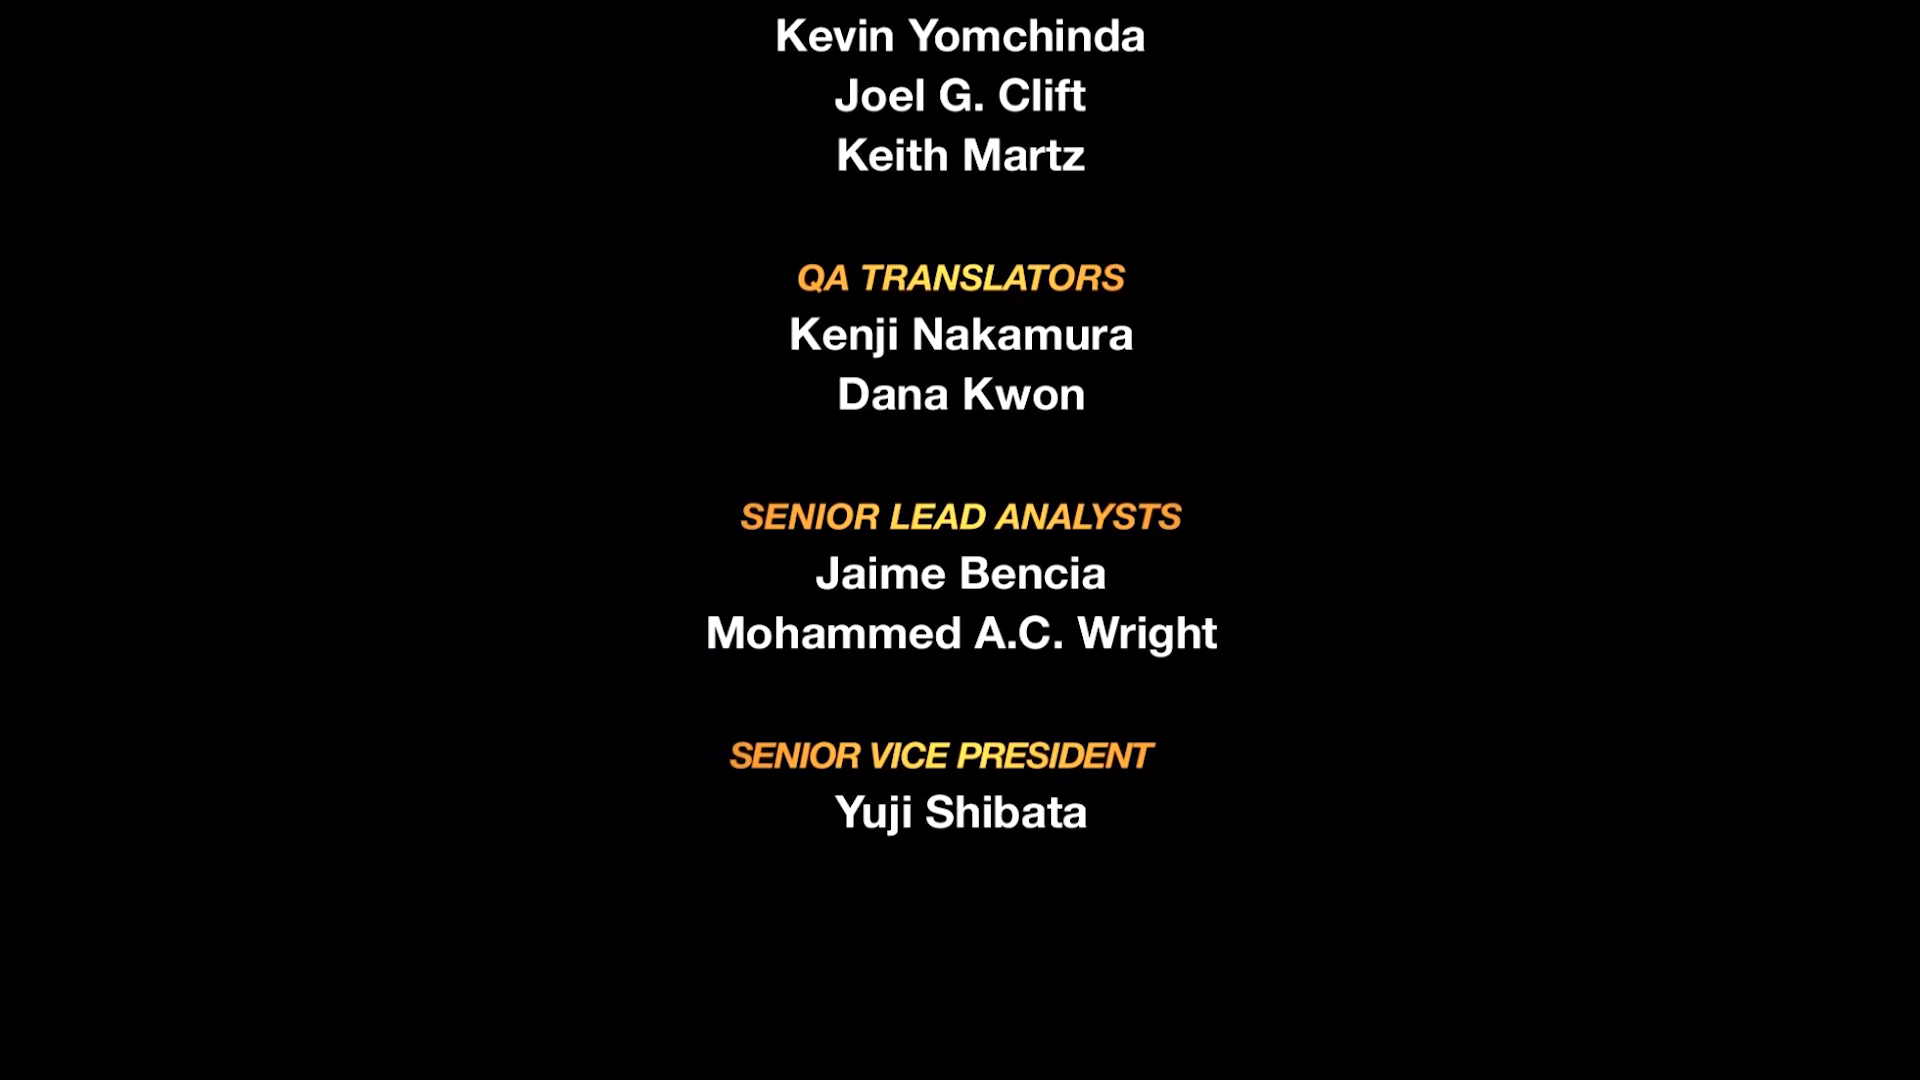 Kevin Yomchinda
Joel G. Clift
Keith Martz
QA TRANSLATORS
Kenji Nakamura
Dana Kwon
SENIOR LEAD ANALYSTS
Jaime Bencia
Mohammed A.C. Wright
SENIOR VICE PRESIDENT
Yuji Shibata